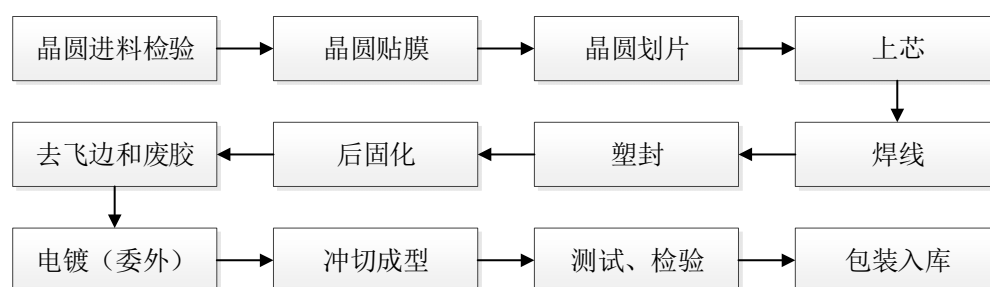 晶圆进料检验
晶圆贴膜
晶圆划片
上芯
焊线
塑封
后固化
去飞边和废胶
电镀（委外）
冲切成型
测试、检验
包装入库